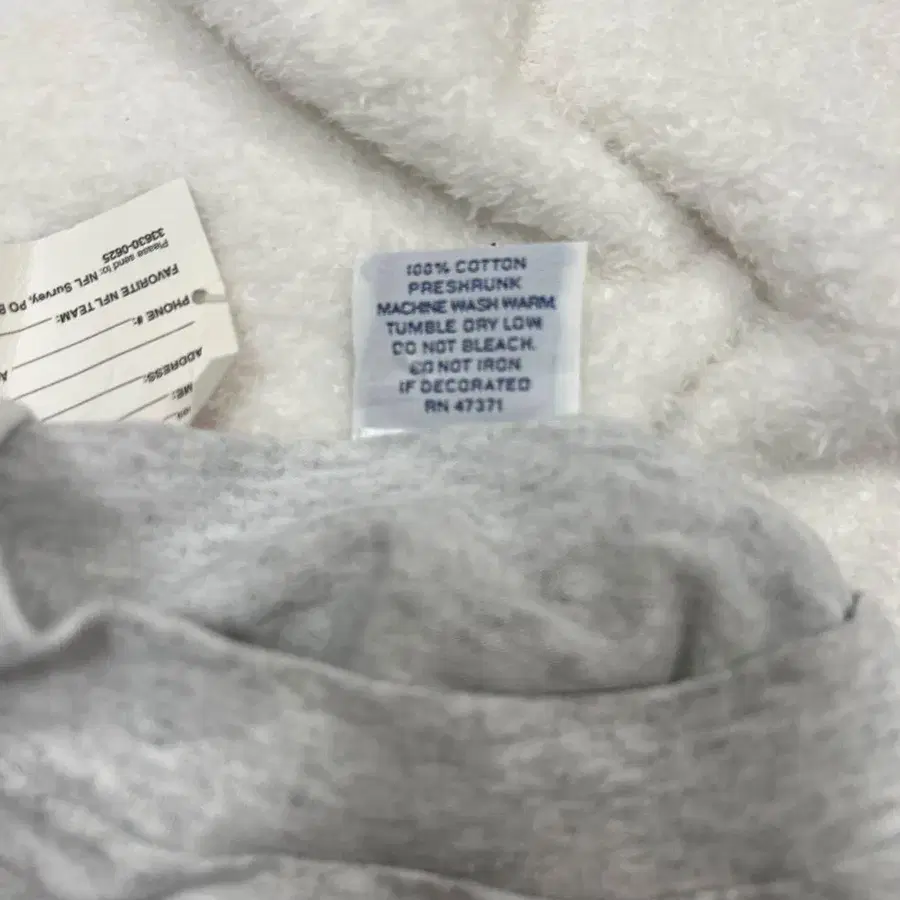 100% COTTON
PRESHRUNK
MACHINE WASH WARM
TUMBLE DRY LOW
DO NOT BLEACH.
DO NOT IRON
IF DECORATED
RN 47371
ME:
ADDRESS:
PHONE #:
FAVORITE NFL TEAM:
Please send to: NFL Survey, PO
33630-0625